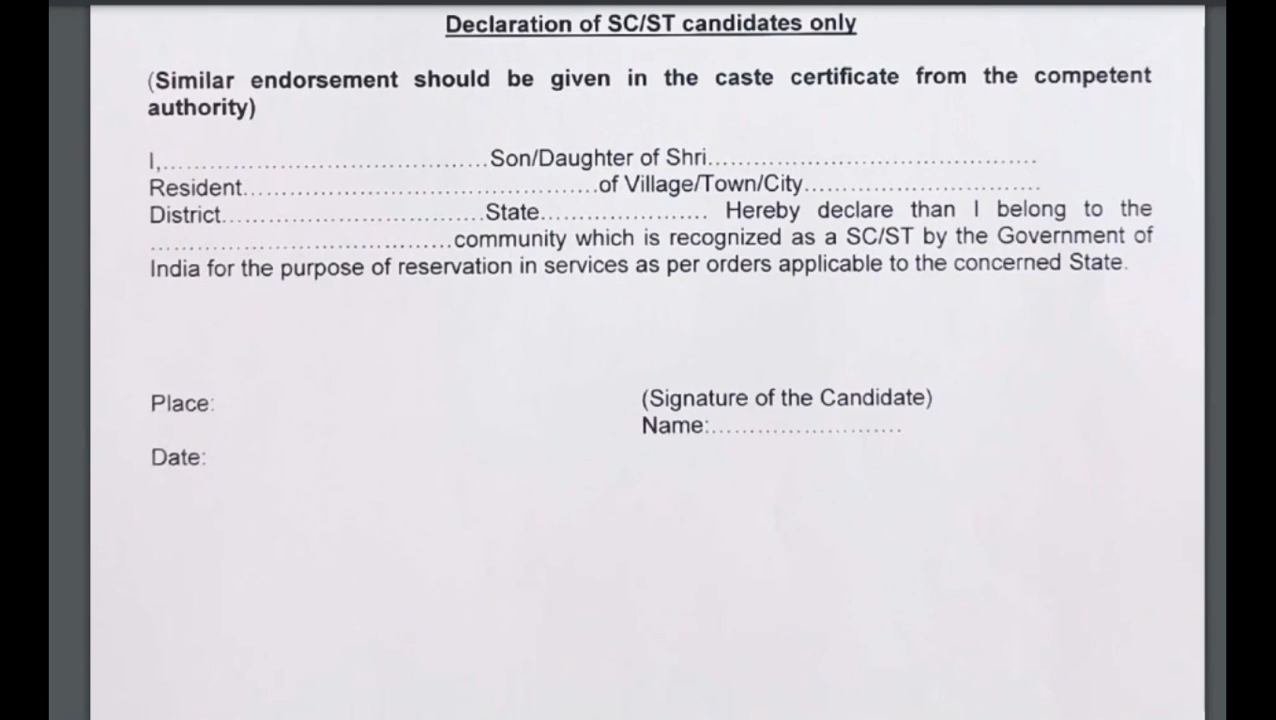 Declaration of SC/ST candidates only
(Similar endorsement should be given in the caste certificate from the competent
authority)
I,..........................................Son/Daughter of Shri...........................................
Resident..............................................of Village/Town/City...............................
District..................................State...................... Hereby declare than I belong to the
.......................................community which is recognized as a SC/ST by the Government of
India for the purpose of reservation in services as per orders applicable to the concerned State.
Place:
(Signature of the Candidate)
Name:.........................
Date: